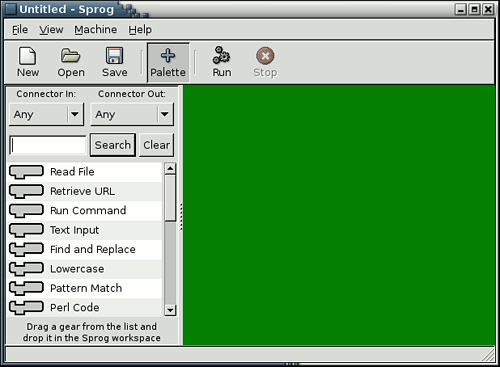 Untitled - Sprog
File View Machine Help
New Open Save Palette Run Stop
Connector In: Connector Out:
Any Any
Search Clear
Read File
Retrieve URL
Run Command
Text Input
Find and Replace
Lowercase
Pattern Match
Perl Code
Drag a gear from the list and
drop it in the Sprog workspace